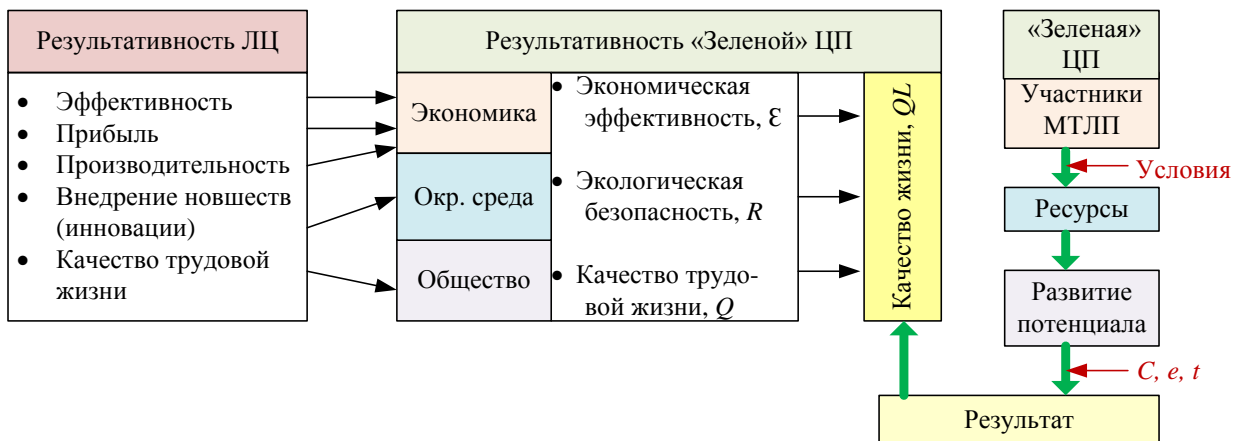 Результативность ЛЦ
• Эффективность
• Прибыль
• Производительность
• Внедрение новшеств
(инновации)
• Качество трудовой
жизни
Результативность «Зеленой» ЦП
Экономика
Окр. среда
Общество
• Экономическая
эффективность, Ɛ
• Экологическая
безопасность, R
• Качество трудо-
вой жизни, Q
Качество жизни, QL
«Зеленая»
ЦП
Участники
МТЛП
Условия
Ресурсы
Развитие
потенциала
C, e, t
Результат